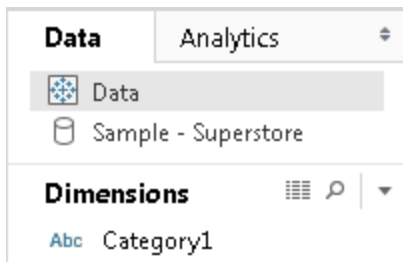 Data Analytics
Data
Sample - Superstore
Dimensions
Abc Category1